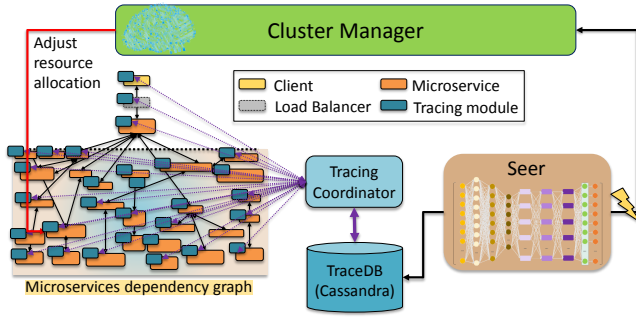 Cluster Manager
Adjust
resource
allocation
Client
Microservice
Load Balancer
Tracing module
Tracing
Coordinator
Seer
TraceDB
(Cassandra)
Microservices dependency graph